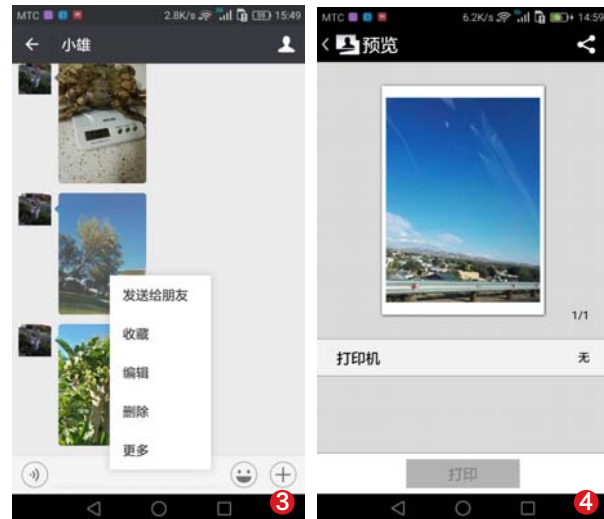 MTC 2.8K/s 59 15:49
小雄
发送给朋友
收藏
编辑
删除
更多
3
MTC 6.2K/s 14:59
预览
1/1
打印机 无
打印
4